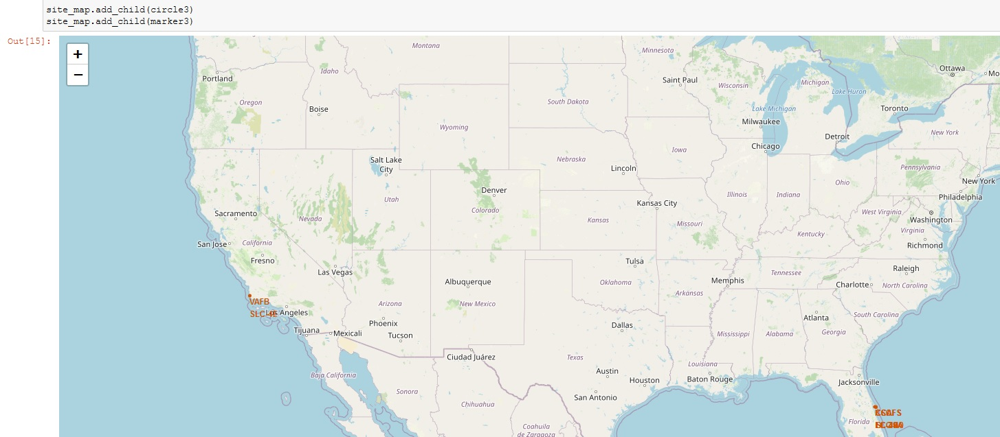 site_map.add_child(circle3)
site_map.add_child(marker3)
Out[15]:
+
−
Montana
Minnesota
Ottawa
Mo
Portland
Idaho
Saint Paul
Wisconsin
Michigan
Lake Huron
Oregon
Boise
South Dakota
Lake Michigan
Toronto
Wyoming
Milwaukee
Detroit
New York
Chicago
Salt Lake
City
Nebraska
Iowa
Lincoln
Pennsylvania
New York
Denver
Utah
Ohio
Illinois
Indiana
Philadelphia
Sacramento
Colorado
Kansas City
West Virginia
Nevada
Kansas
Missouri
Washington
San Jose
California
Kentucky
Virginia
Richmond
Fresno
Las Vegas
Tulsa
Raleigh
Tennessee
Albuquerque
Oklahoma
Memphis
Charlotte
North Carolina
Arkansas
VAFB
Arizona
New Mexico
SLC-4E
Los Angeles
Phoenix
Dallas
Atlanta
South Carolina
Tijuana
Mexicali
Tucson
Mississippi
Alabama
Georgia
Ciudad Juárez
Texas
Louisiana
Baja California
Austin
Houston
Baton Rouge
Jacksonville
Sonora
San Antonio
Chihuahua
Florida
Coahuila
de Zaragoza